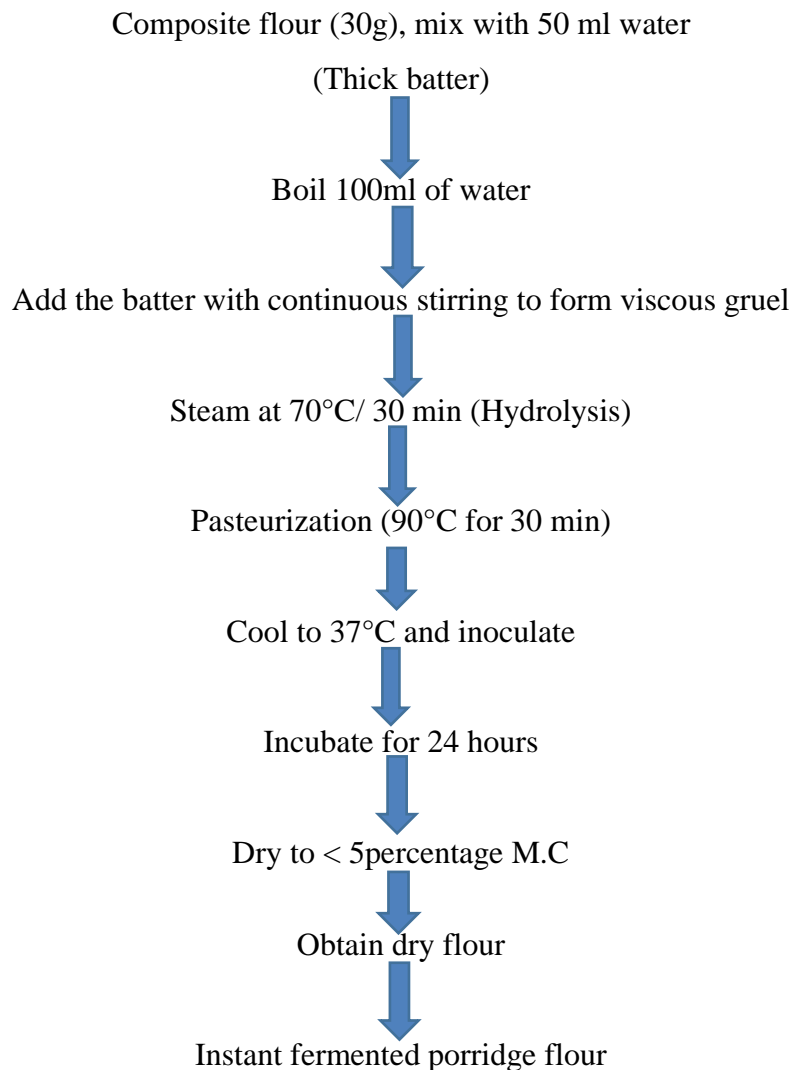 Composite flour (30g), mix with 50 ml water
(Thick batter)
Boil 100ml of water
Add the batter with continuous stirring to form viscous gruel
Steam at 70°C/ 30 min (Hydrolysis)
Pasteurization (90°C for 30 min)
Cool to 37°C and inoculate
Incubate for 24 hours
Dry to < 5percentage M.C
Obtain dry flour
Instant fermented porridge flour